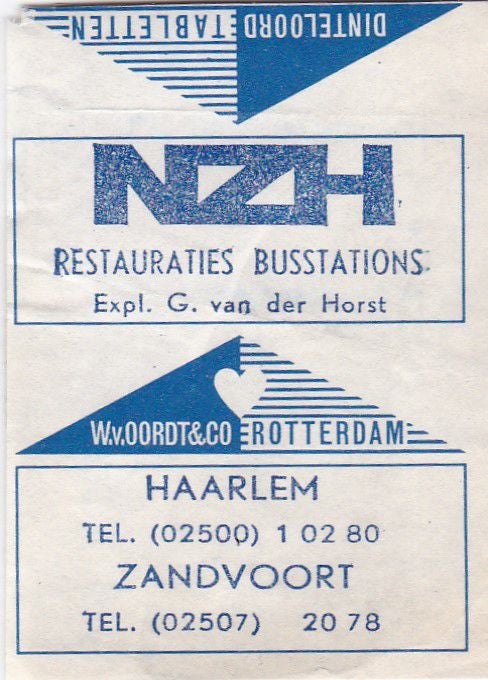 DINTELOORD TABLETTEN
NZH
RESTAURATIES BUSSTATIONS
Expl. G. van der Horst
W.v.OORDT&CO ROTTERDAM
HAARLEM
TEL. (02500) 1 02 80
ZANDVOORT
TEL. (02507) 20 78